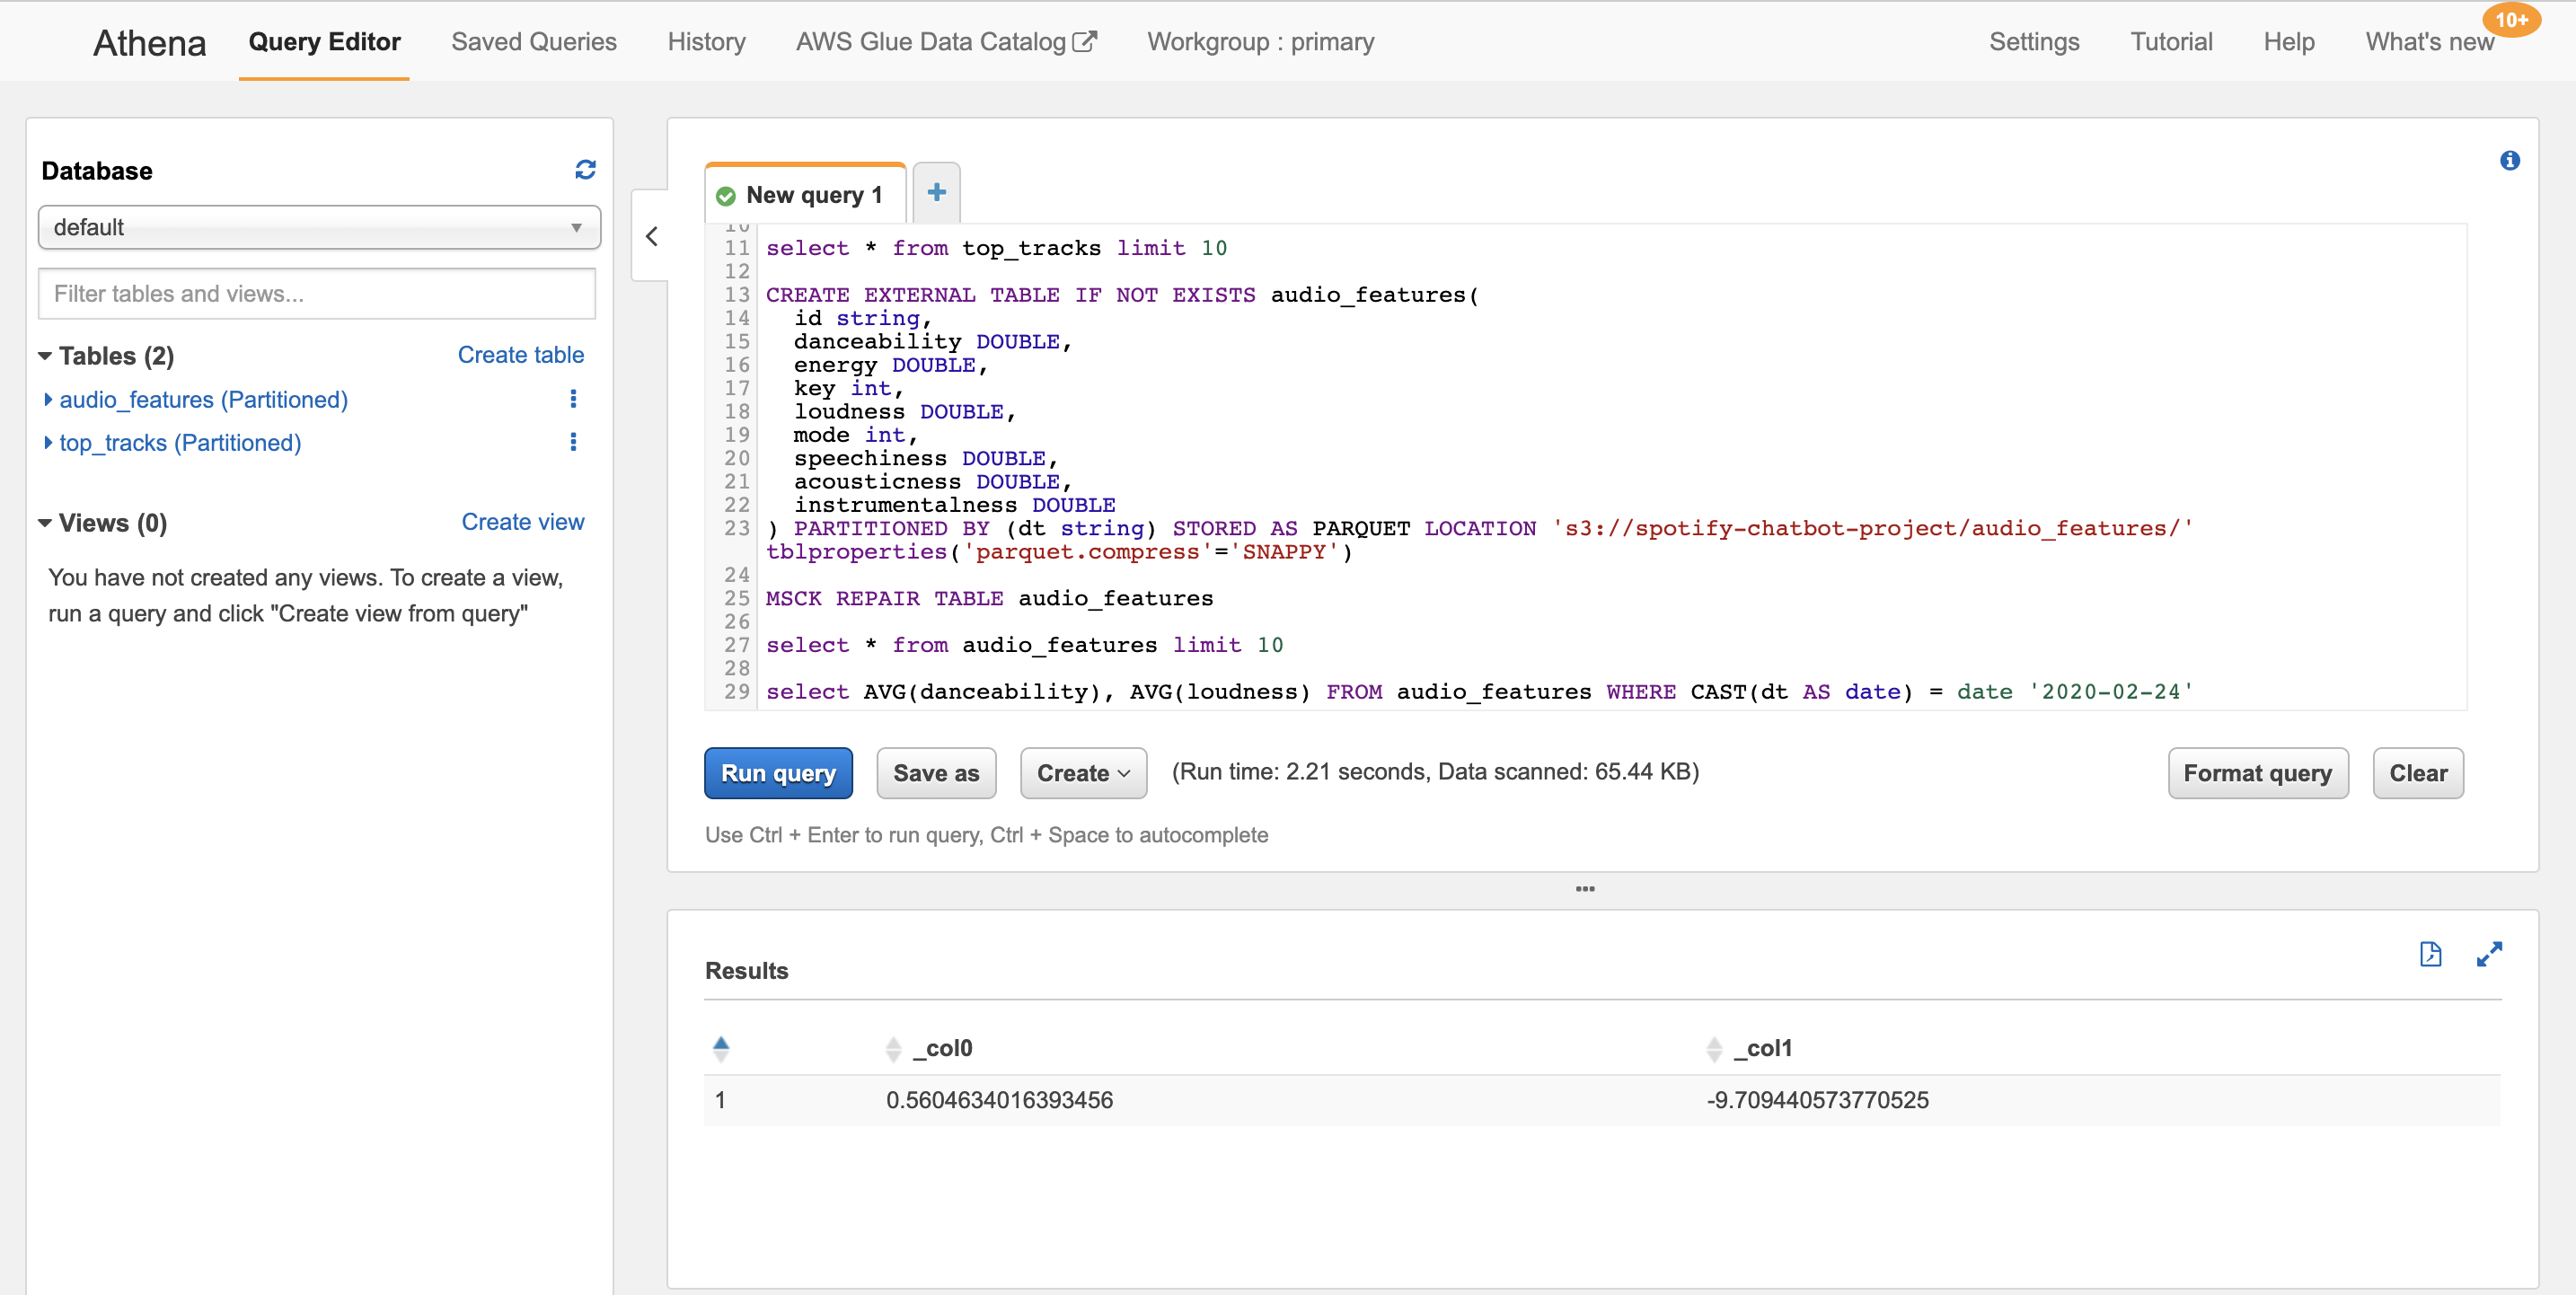 Athena Query Editor Saved Queries History AWS Glue Data Catalog Workgroup : primary Settings Tutorial Help What's new 10+
Database
default
Filter tables and views...
Tables (2) Create table
audio_features (Partitioned)
top_tracks (Partitioned)
Views (0) Create view
You have not created any views. To create a view,
run a query and click "Create view from query"
New query 1 +
10
11 select * from top_tracks limit 10
12
13 CREATE EXTERNAL TABLE IF NOT EXISTS audio_features(
14 id string,
15 danceability DOUBLE,
16 energy DOUBLE,
17 key int,
18 loudness DOUBLE,
19 mode int,
20 speechiness DOUBLE,
21 acousticness DOUBLE,
22 instrumentalness DOUBLE
23 ) PARTITIONED BY (dt string) STORED AS PARQUET LOCATION 's3://spotify-chatbot-project/audio_features/'
tblproperties('parquet.compress'='SNAPPY')
24
25 MSCK REPAIR TABLE audio_features
26
27 select * from audio_features limit 10
28
29 select AVG(danceability), AVG(loudness) FROM audio_features WHERE CAST(dt AS date) = date '2020-02-24'
Run query Save as Create (Run time: 2.21 seconds, Data scanned: 65.44 KB) Format query Clear
Use Ctrl + Enter to run query, Ctrl + Space to autocomplete
Results
_col0 _col1
1 0.5604634016393456 -9.709440573770525